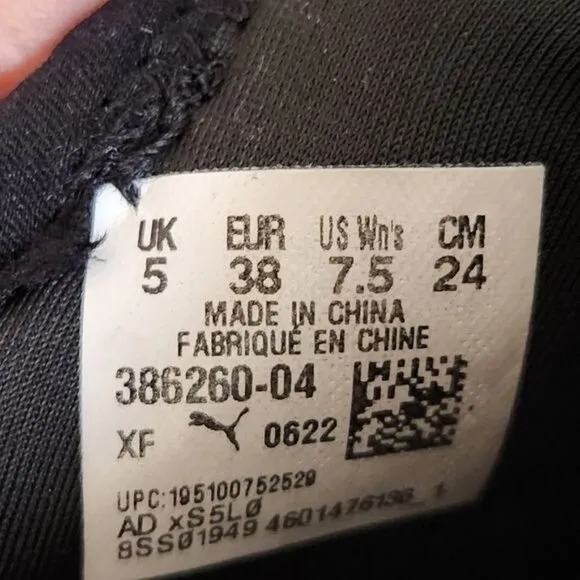 UK EUR US Wn's CM
5 38 7.5 24
MADE IN CHINA
FABRIQUÉ EN CHINE
386260-04
XF 0622
UPC:195100752529
AD xS5L0
8SS01949 4601476136_1